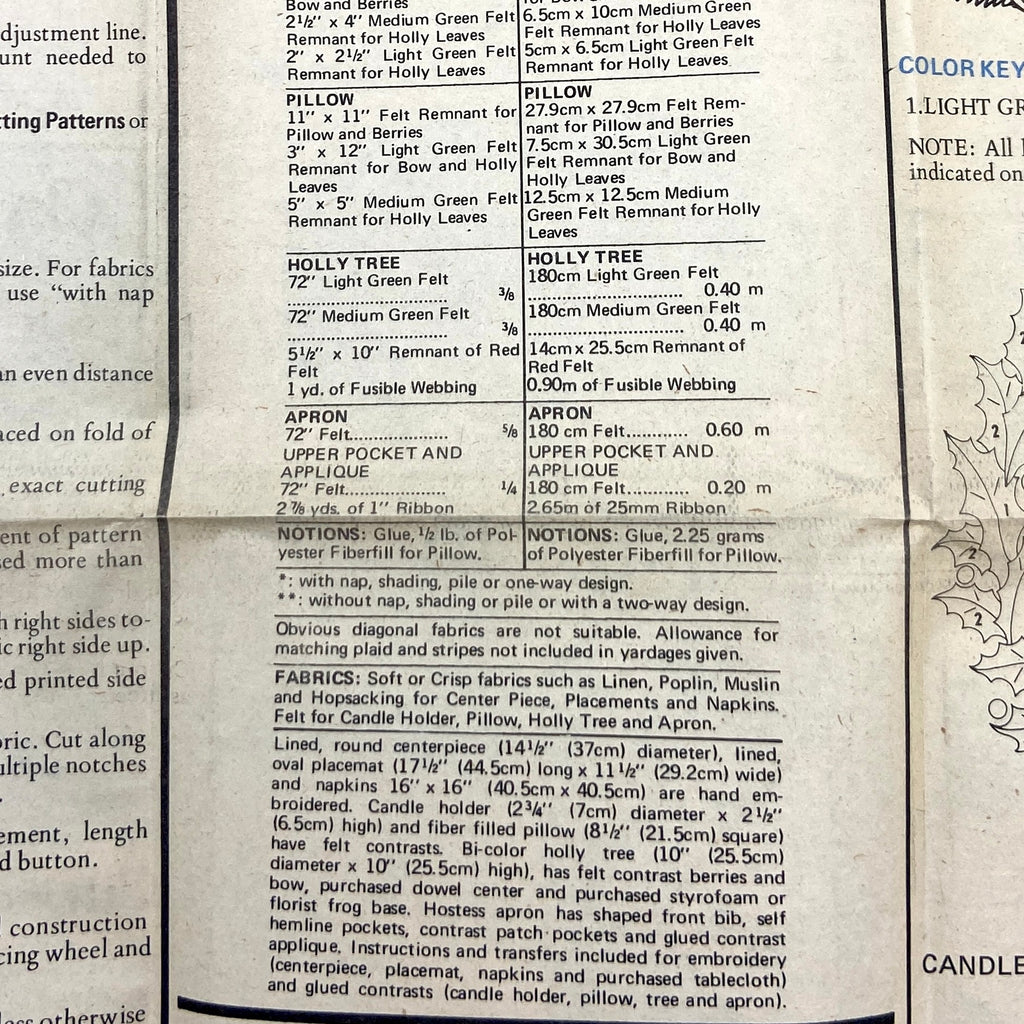 djustment line.
unt needed to
tting Patterns or
size. For fabrics
use “with nap
an even distance
aced on fold of
exact cutting
ent of pattern
sed more than
h right sides to-
ic right side up.
ed printed side
oric. Cut along
ultiple notches
ement, length
d button.
construction
cing wheel and
less otherwise
Bow and Berries
2½" x 4" Medium Green Felt
Remnant for Holly Leaves
2" x 2½" Light Green Felt
Remnant for Holly Leaves
PILLOW
11" x 11" Felt Remnant for
Pillow and Berries
3" x 12" Light Green Felt
Remnant for Bow and Holly
Leaves
5" x 5" Medium Green Felt
Remnant for Holly Leaves
HOLLY TREE
72" Light Green Felt
........................... ⅜
72" Medium Green Felt
........................... ⅜
5½" x 10" Remnant of Red
Felt
1 yd. of Fusible Webbing
APRON
72" Felt.................. ⅝
UPPER POCKET AND
APPLIQUE
72" Felt.................. ¼
2⅞ yds. of 1" Ribbon
NOTIONS: Glue, ½ lb. of Pol-
yester Fiberfill for Pillow.
6.5cm x 10cm Medium Green
Felt Remnant for Holly Leaves
5cm x 6.5cm Light Green Felt
Remnant for Holly Leaves
PILLOW
27.9cm x 27.9cm Felt Rem-
nant for Pillow and Berries
7.5cm x 30.5cm Light Green
Felt Remnant for Bow and
Holly Leaves
12.5cm x 12.5cm Medium
Green Felt Remnant for Holly
Leaves
HOLLY TREE
180cm Light Green Felt
........................... 0.40 m
180cm Medium Green Felt
........................... 0.40 m
14cm x 25.5cm Remnant of
Red Felt
0.90m of Fusible Webbing
APRON
180 cm Felt............ 0.60 m
UPPER POCKET AND
APPLIQUE
180 cm Felt............ 0.20 m
2.65m of 25mm Ribbon
NOTIONS: Glue, 2.25 grams
of Polyester Fiberfill for Pillow.
*: with nap, shading, pile or one-way design.
**: without nap, shading or pile or with a two-way design.
Obvious diagonal fabrics are not suitable. Allowance for
matching plaid and stripes not included in yardages given.
FABRICS: Soft or Crisp fabrics such as Linen, Poplin, Muslin
and Hopsacking for Center Piece, Placements and Napkins.
Felt for Candle Holder, Pillow, Holly Tree and Apron.
Lined, round centerpiece (14½" (37cm) diameter), lined,
oval placemat (17½" (44.5cm) long x 11½" (29.2cm) wide)
and napkins 16" x 16" (40.5cm x 40.5cm) are hand em-
broidered. Candle holder (2¾" (7cm) diameter x 2½"
(6.5cm) high) and fiber filled pillow (8½" (21.5cm) square)
have felt contrasts. Bi-color holly tree (10" (25.5cm)
diameter x 10" (25.5cm) high), has felt contrast berries and
bow, purchased dowel center and purchased styrofoam or
florist frog base. Hostess apron has shaped front bib, self
hemline pockets, contrast patch pockets and glued contrast
applique. Instructions and transfers included for embroidery
(centerpiece, placemat, napkins and purchased tablecloth)
and glued contrasts (candle holder, pillow, tree and apron).
COLOR KEY
1.LIGHT GR
NOTE: All
indicated on
2
1
2
2
CANDLE